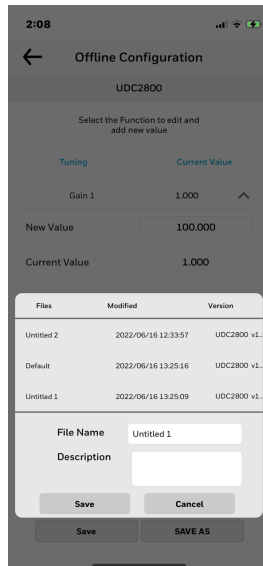 2:08
Offline Configuration
UDC2800
Select the Function to edit and
add new value
Tuning Current Value
Gain 1 1.000
New Value 100.000
Current Value 1.000
Files Modified Version
Untitled 2 2022/06/16 12:33:57 UDC2800 v1..
Default 2022/06/16 13:25:16 UDC2800 v1..
Untitled 1 2022/06/16 13:25:09 UDC2800 v1..
File Name Untitled 1
Description
Save Cancel
Save SAVE AS